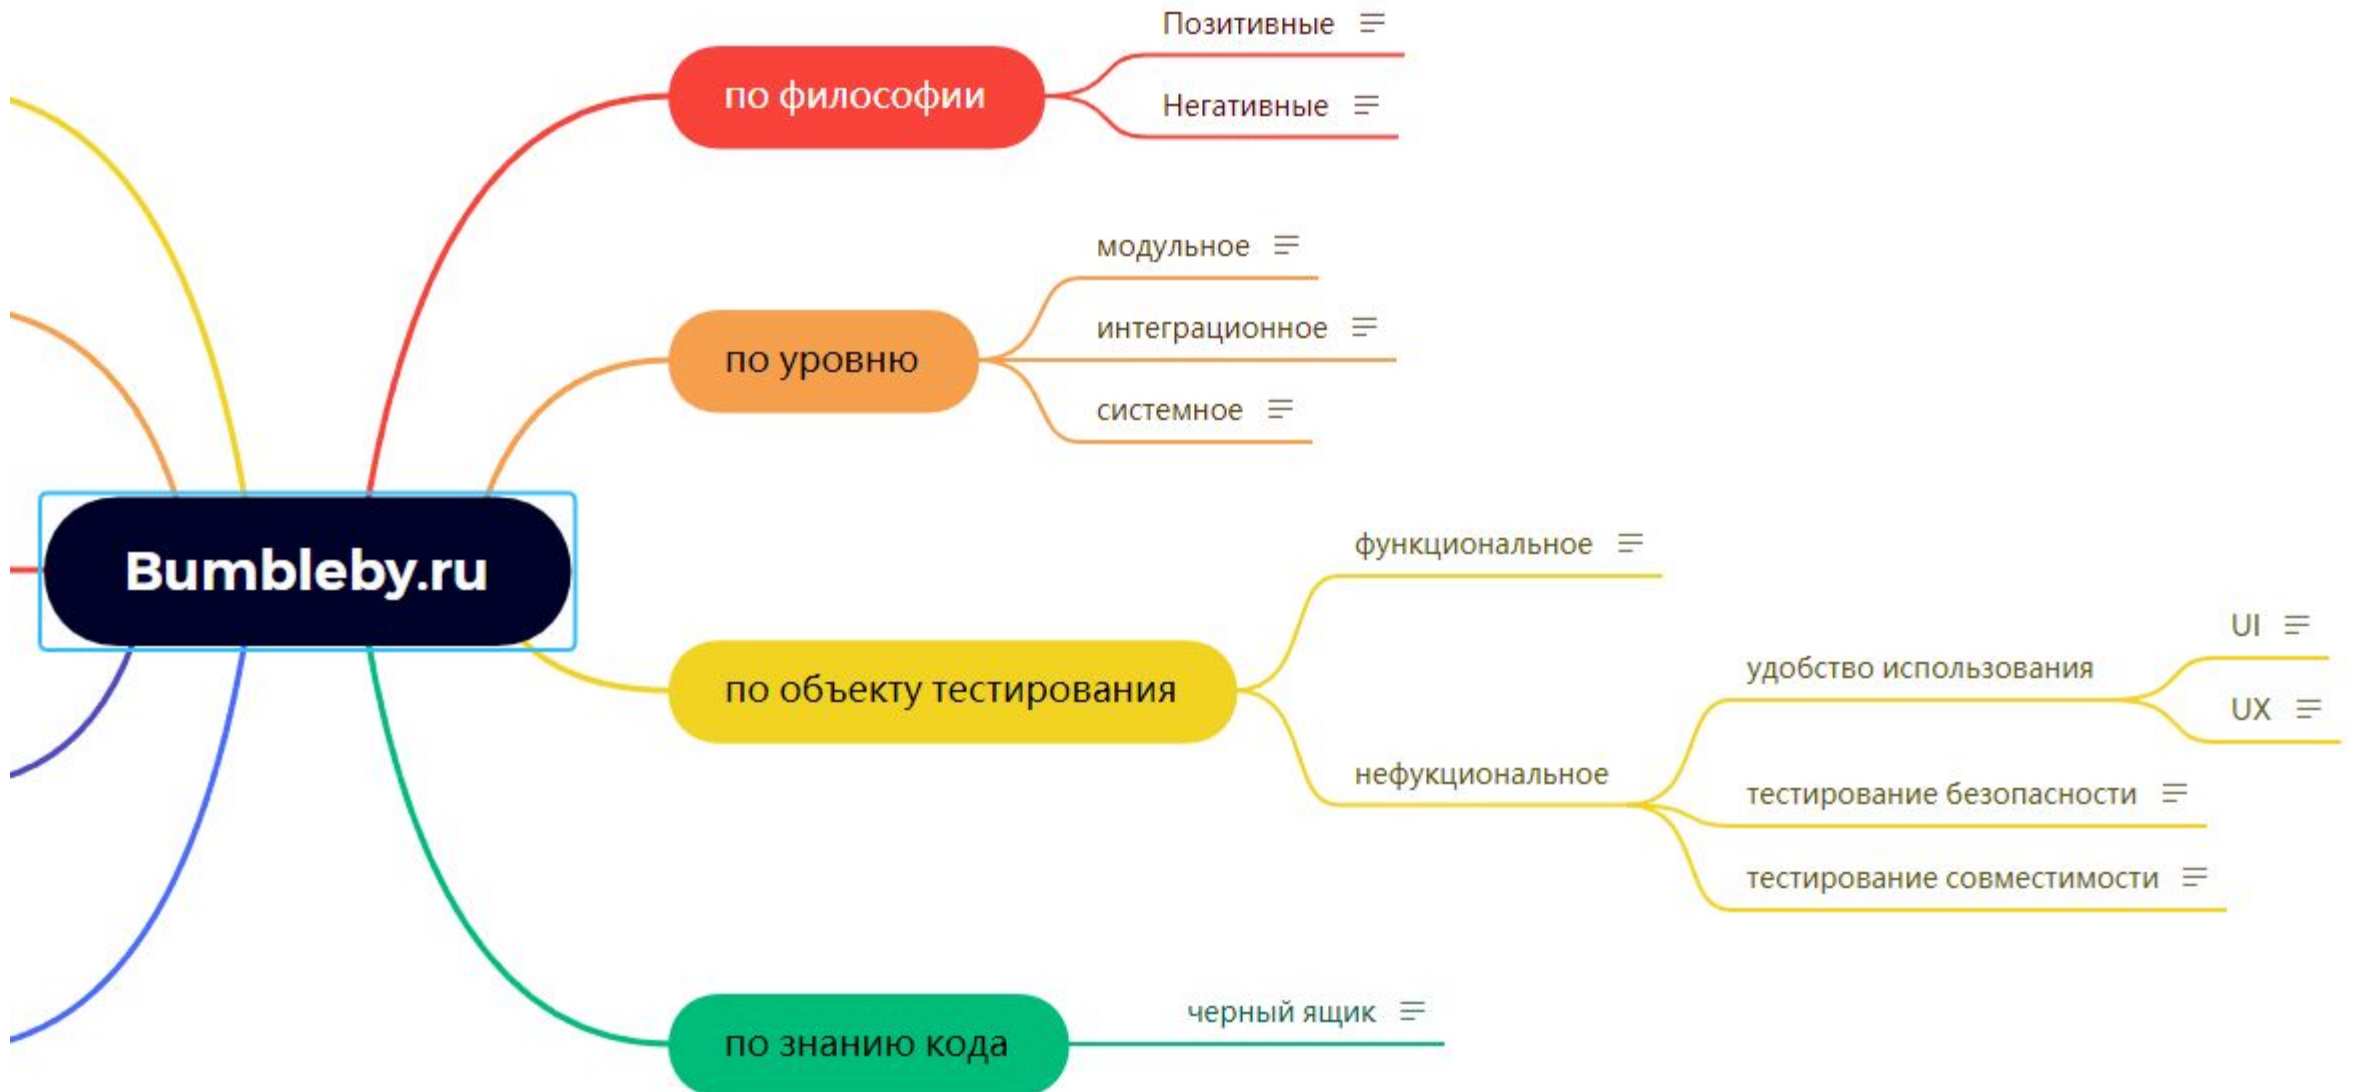 Позитивные
по философии
Негативные
модульное
интеграционное
по уровню
системное
Bumbleby.ru
функциональное
UI
удобство использования
UX
по объекту тестирования
нефукциональное
тестирование безопасности
тестирование совместимости
черный ящик
по знанию кода